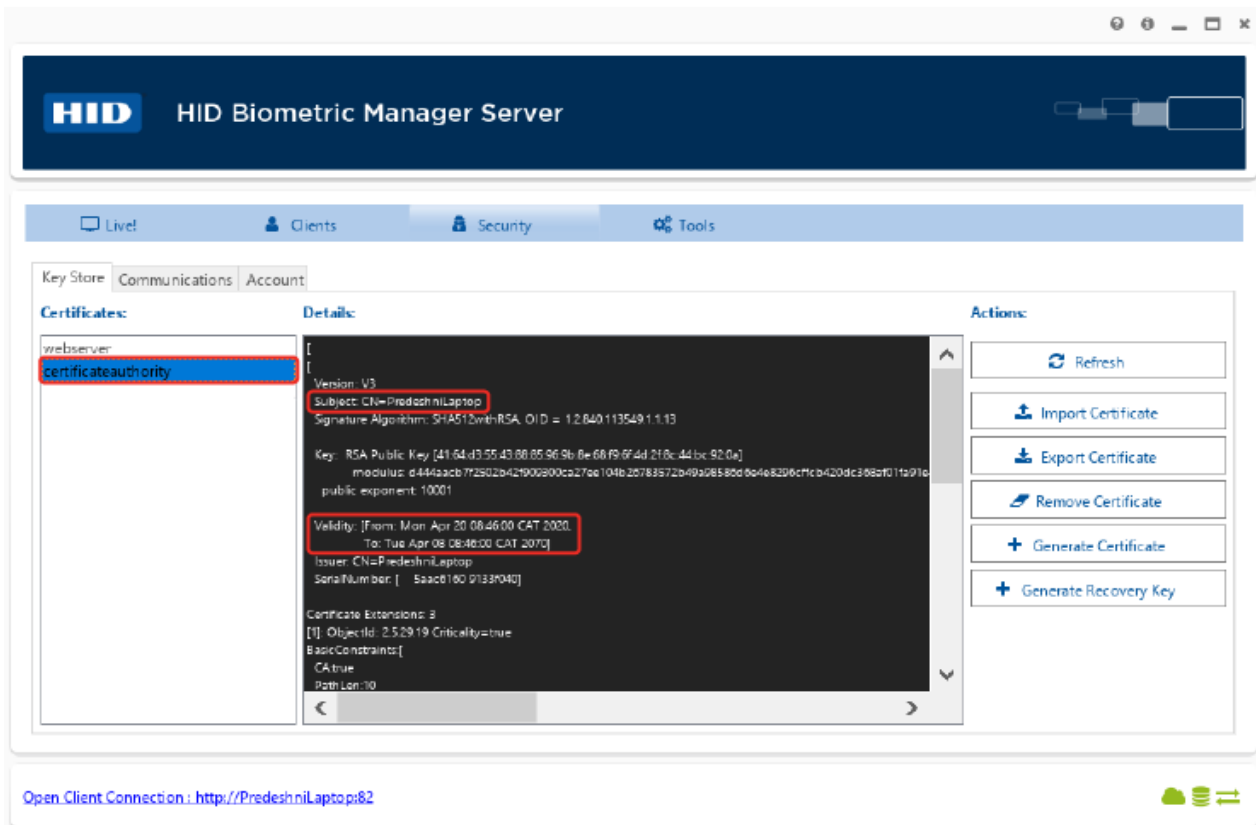 HID HID Biometric Manager Server
Live! Clients Security Tools
Key Store Communications Account
Certificates: Details: Actions:
webserver
certificateauthority
[
[
Version: V3
Subject: CN=PredeshniLaptop
Signature Algorithm: SHA512withRSA, OID = 1.2.840.113549.1.1.13
Key: RSA Public Key
modulus:
public exponent: 10001
Validity: [From: Mon Apr 20 08:46:00 CAT 2020,
To: Tue Apr 08 08:46:00 CAT 2070]
Issuer: CN=PredeshniLaptop
SerialNumber: [ 5aac6160 9133f040]
Certificate Extensions: 3
[1]: ObjectId: 2.5.29.19 Criticality=true
BasicConstraints:[
CA:true
PathLen:10
Refresh
Import Certificate
Export Certificate
Remove Certificate
Generate Certificate
Generate Recovery Key
Open Client Connection : http://PredeshniLaptop:82